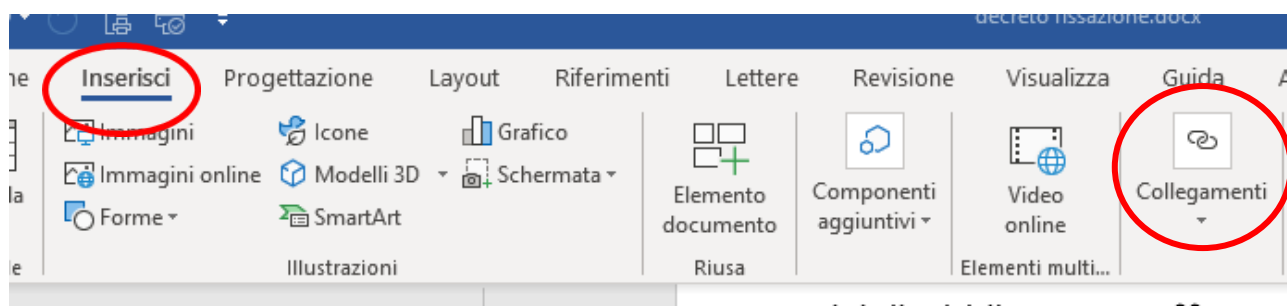 decreto fissazione.docx
Inserisci Progettazione Layout Riferimenti Lettere Revisione Visualizza Guida
Immagini Icone Grafico
Immagini online Modelli 3D Schermata
Forme SmartArt
Elemento documento
Componenti aggiuntivi
Video online
Collegamenti
Illustrazioni Riusa Elementi multi...